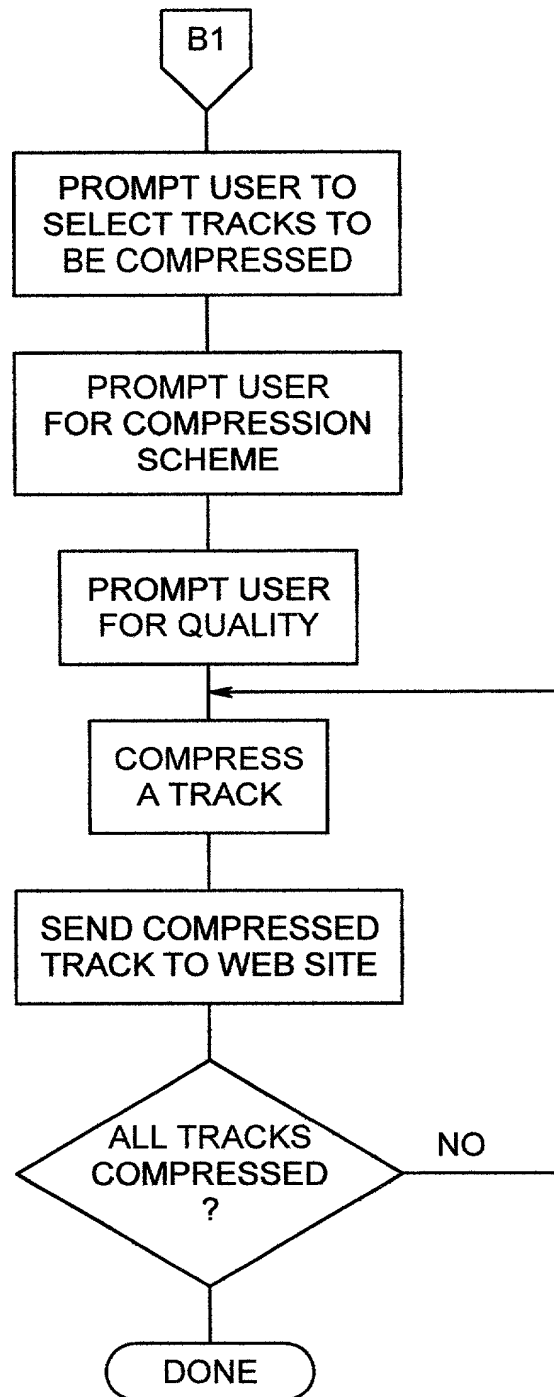 B1
PROMPT USER TO
SELECT TRACKS TO
BE COMPRESSED
PROMPT USER
FOR COMPRESSION
SCHEME
PROMPT USER
FOR QUALITY
COMPRESS
A TRACK
SEND COMPRESSED
TRACK TO WEB SITE
ALL TRACKS
COMPRESSED
?
NO
DONE